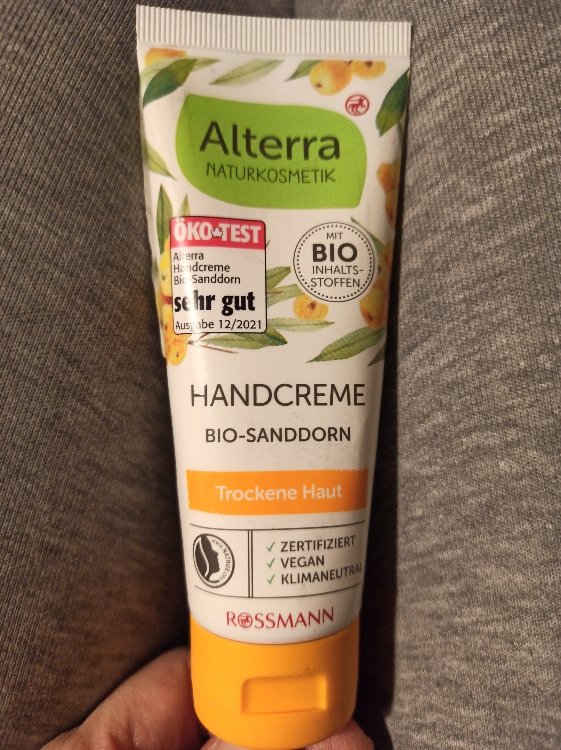 Alterra
NATURKOSMETIK
ÖKO TEST
Alterra
Handcreme
Bio-Sanddorn
sehr gut
Ausgabe 12/2021
MIT
BIO
INHALTS-
STOFFEN
HANDCREME
BIO-SANDDORN
Trockene Haut
✓ ZERTIFIZIERT
✓ VEGAN
✓ KLIMANEUTRAL
ROSSMANN